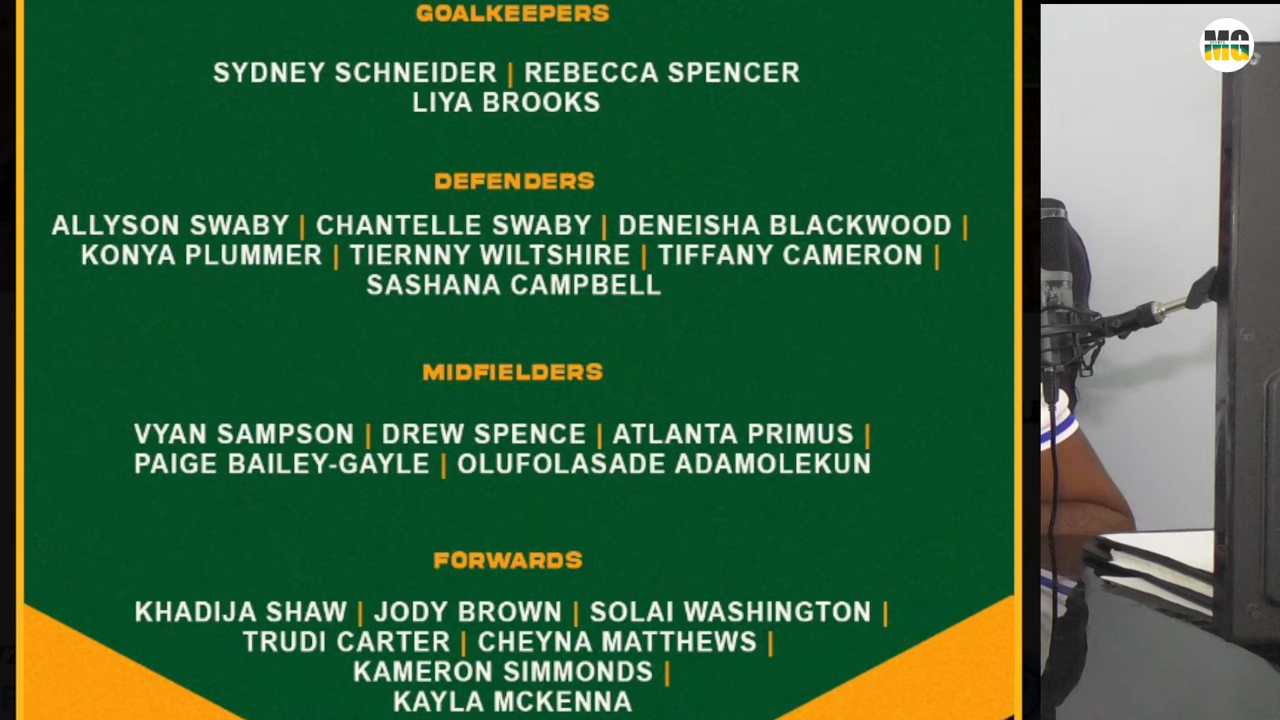 GOALKEEPERS
SYDNEY SCHNEIDER | REBECCA SPENCER
LIYA BROOKS
DEFENDERS
ALLYSON SWABY | CHANTELLE SWABY | DENEISHA BLACKWOOD |
KONYA PLUMMER | TIERNNY WILTSHIRE | TIFFANY CAMERON |
SASHANA CAMPBELL
MIDFIELDERS
VYAN SAMPSON | DREW SPENCE | ATLANTA PRIMUS |
PAIGE BAILEY-GAYLE | OLUFOLASADE ADAMOLEKUN
FORWARDS
KHADIJA SHAW | JODY BROWN | SOLAI WASHINGTON |
TRUDI CARTER | CHEYNA MATTHEWS |
KAMERON SIMMONDS |
KAYLA MCKENNA
MG